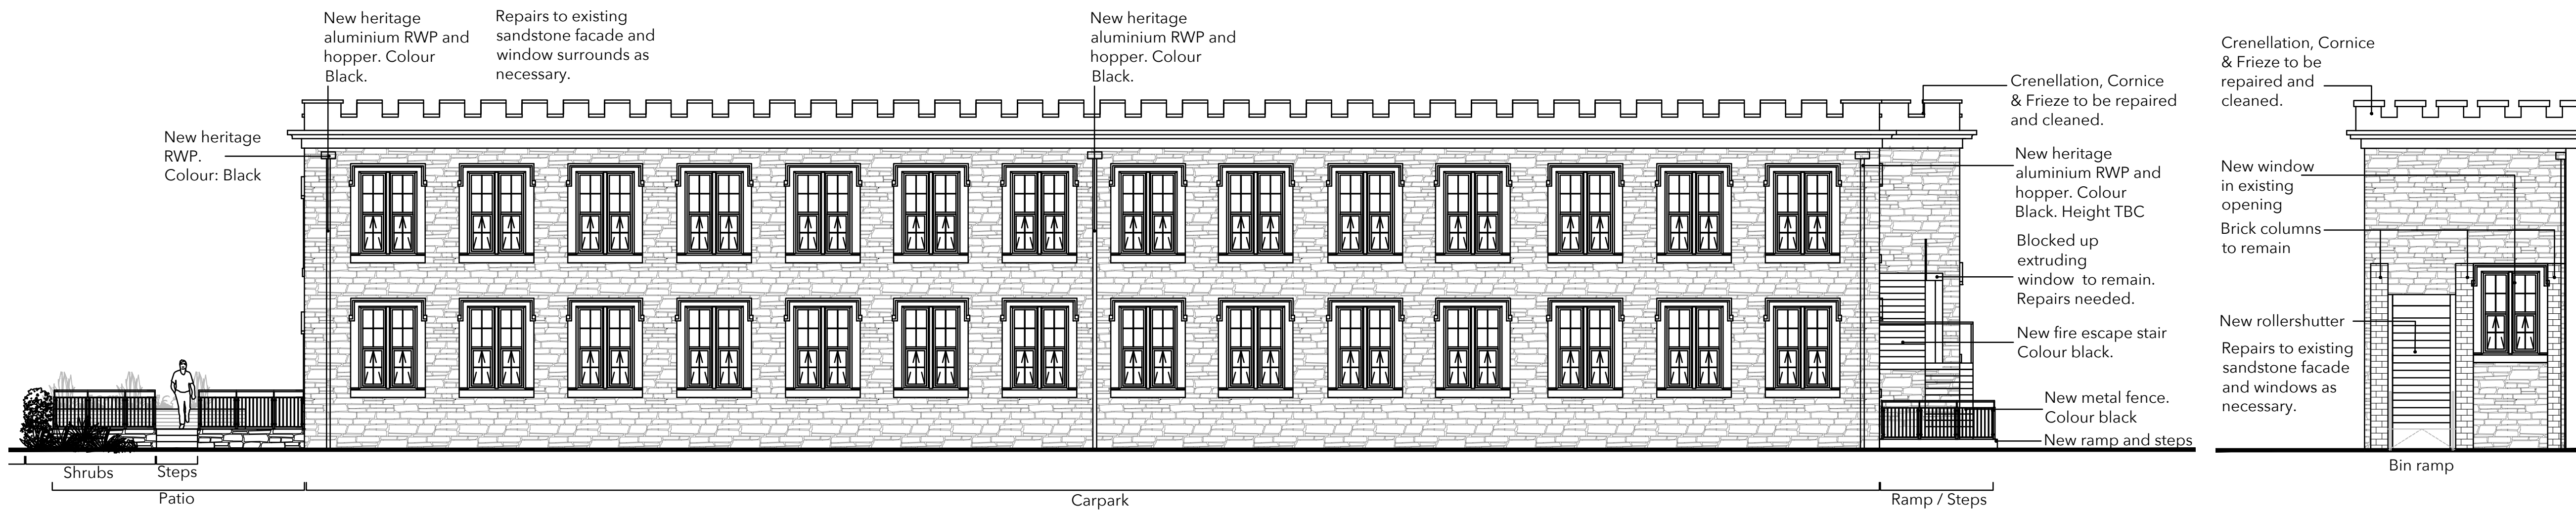 New heritage
aluminium RWP and
hopper. Colour
Black.
Repairs to existing
sandstone facade and
window surrounds as
necessary.
New heritage
aluminium RWP and
hopper. Colour
Black.
New heritage
RWP.
Colour: Black
Crenellation, Cornice
& Frieze to be repaired
and cleaned.
New heritage
aluminium RWP and
hopper. Colour
Black. Height TBC
Blocked up
extruding
window to remain.
Repairs needed.
New fire escape stair
Colour black.
New metal fence.
Colour black
New ramp and steps
Shrubs
Steps
Patio
Carpark
Ramp / Steps
Crenellation, Cornice
& Frieze to be
repaired and
cleaned.
New window
in existing
opening
Brick columns
to remain
New rollershutter
Repairs to existing
sandstone facade
and windows as
necessary.
Bin ramp